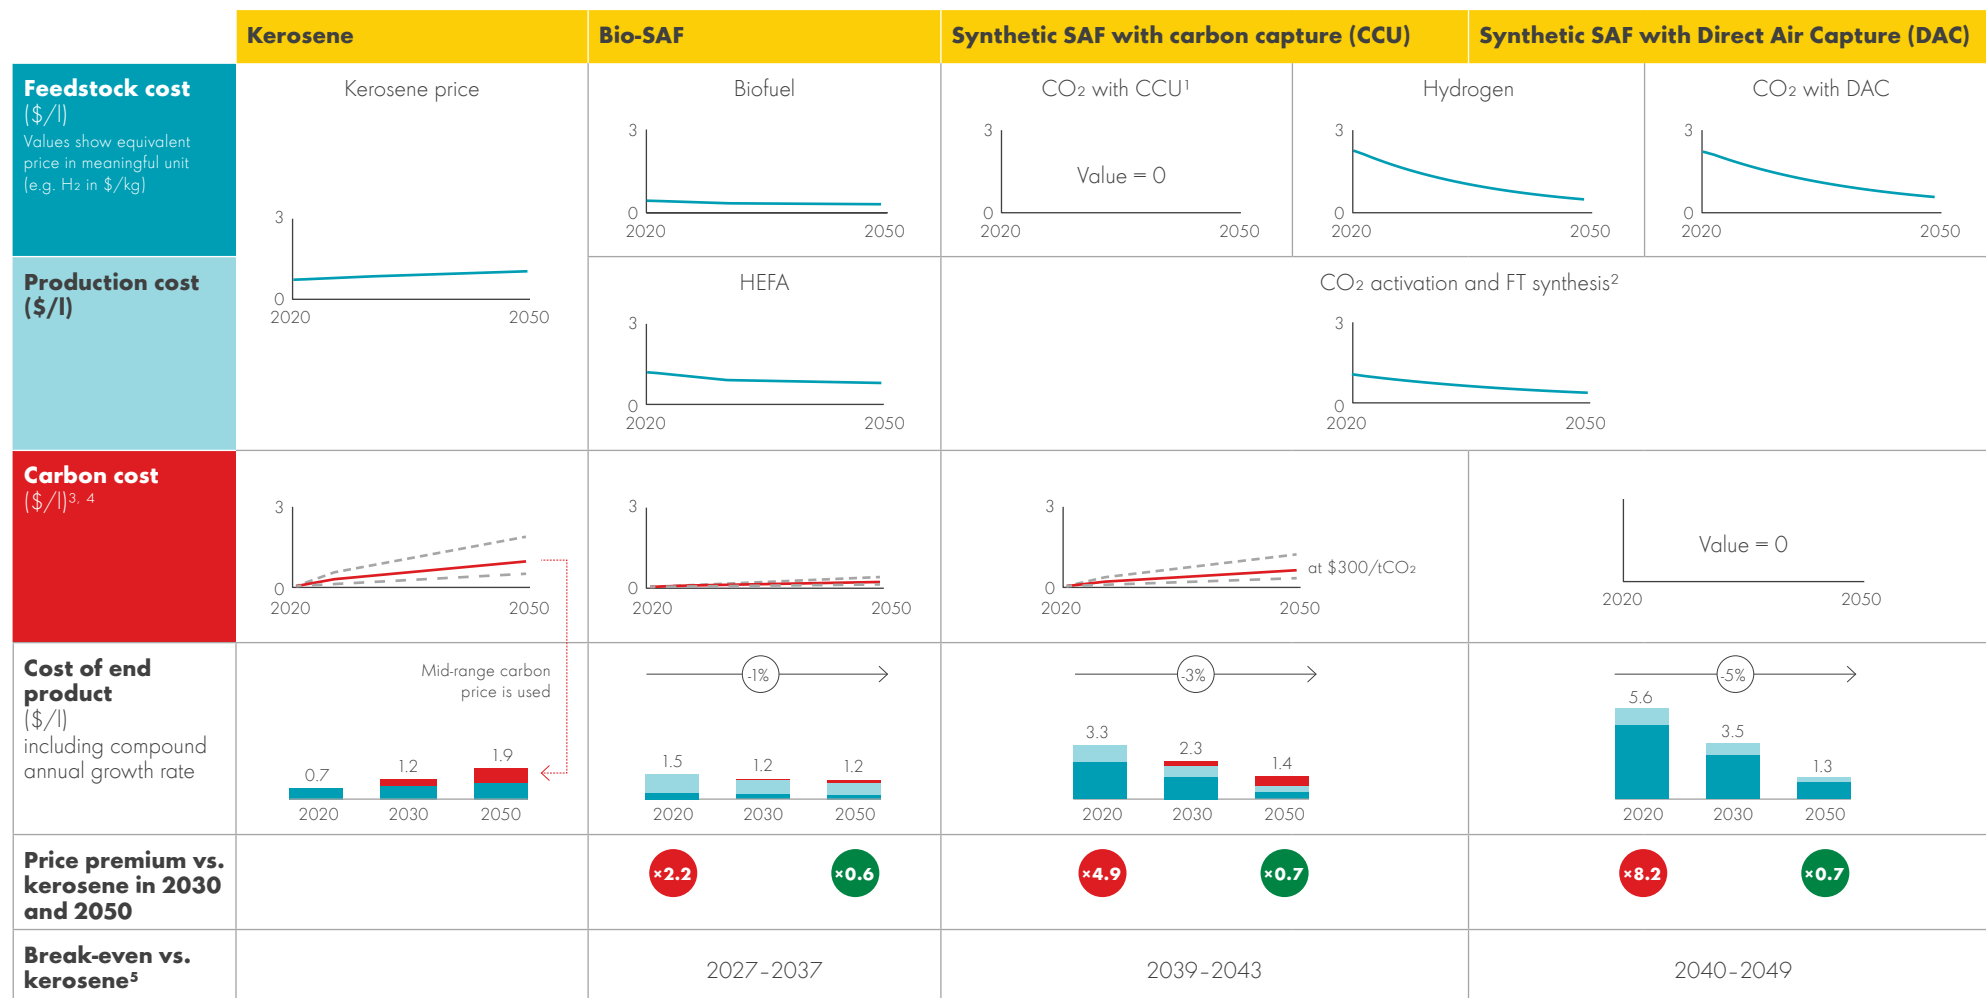 Kerosene
Bio-SAF
Synthetic SAF with carbon capture (CCU)
Synthetic SAF with Direct Air Capture (DAC)
Feedstock cost
($/l)
Values show equivalent
price in meaningful unit
(e.g. H₂ in $/kg)
Kerosene price
3
0
2020
2050
Biofuel
3
0
2020
2050
CO₂ with CCU¹
3
Value = 0
0
2020
2050
Hydrogen
3
0
2020
2050
CO₂ with DAC
3
0
2020
2050
Production cost
($/l)
HEFA
3
0
2020
2050
CO₂ activation and FT synthesis²
3
0
2020
2050
Carbon cost
($/l)³, ⁴
3
0
2020
2050
3
0
2020
2050
3
0
2020
2050
at $300/tCO₂
Value = 0
2020
2050
Cost of end
product
($/l)
including compound
annual growth rate
Mid-range carbon
price is used
0.7
1.2
1.9
2020
2030
2050
-1%
1.5
1.2
1.2
2020
2030
2050
-3%
3.3
2.3
1.4
2020
2030
2050
-5%
5.6
3.5
1.3
2020
2030
2050
Price premium vs.
kerosene in 2030
and 2050
×2.2
×0.6
×4.9
×0.7
×8.2
×0.7
Break-even vs.
kerosene⁵
2027-2037
2039-2043
2040-2049